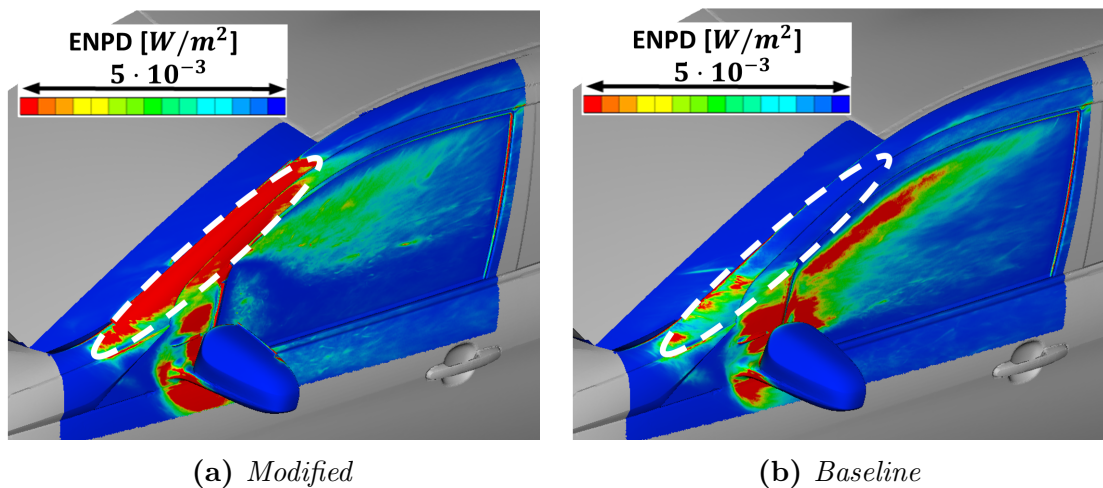 ENPD [W/m²]
5 · 10⁻³
ENPD [W/m²]
5 · 10⁻³
(a) Modified
(b) Baseline